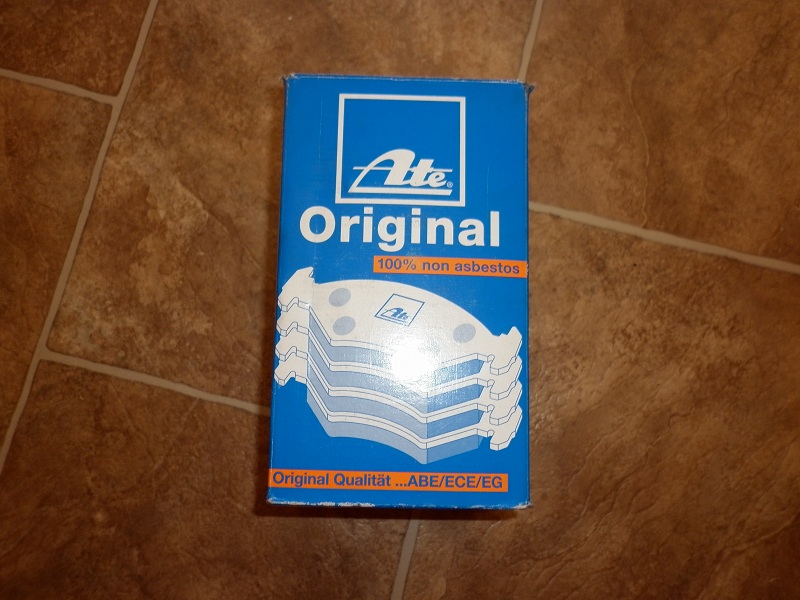 Ate®
Original
100% non asbestos
Ate
Original Qualität ...ABE/ECE/EG